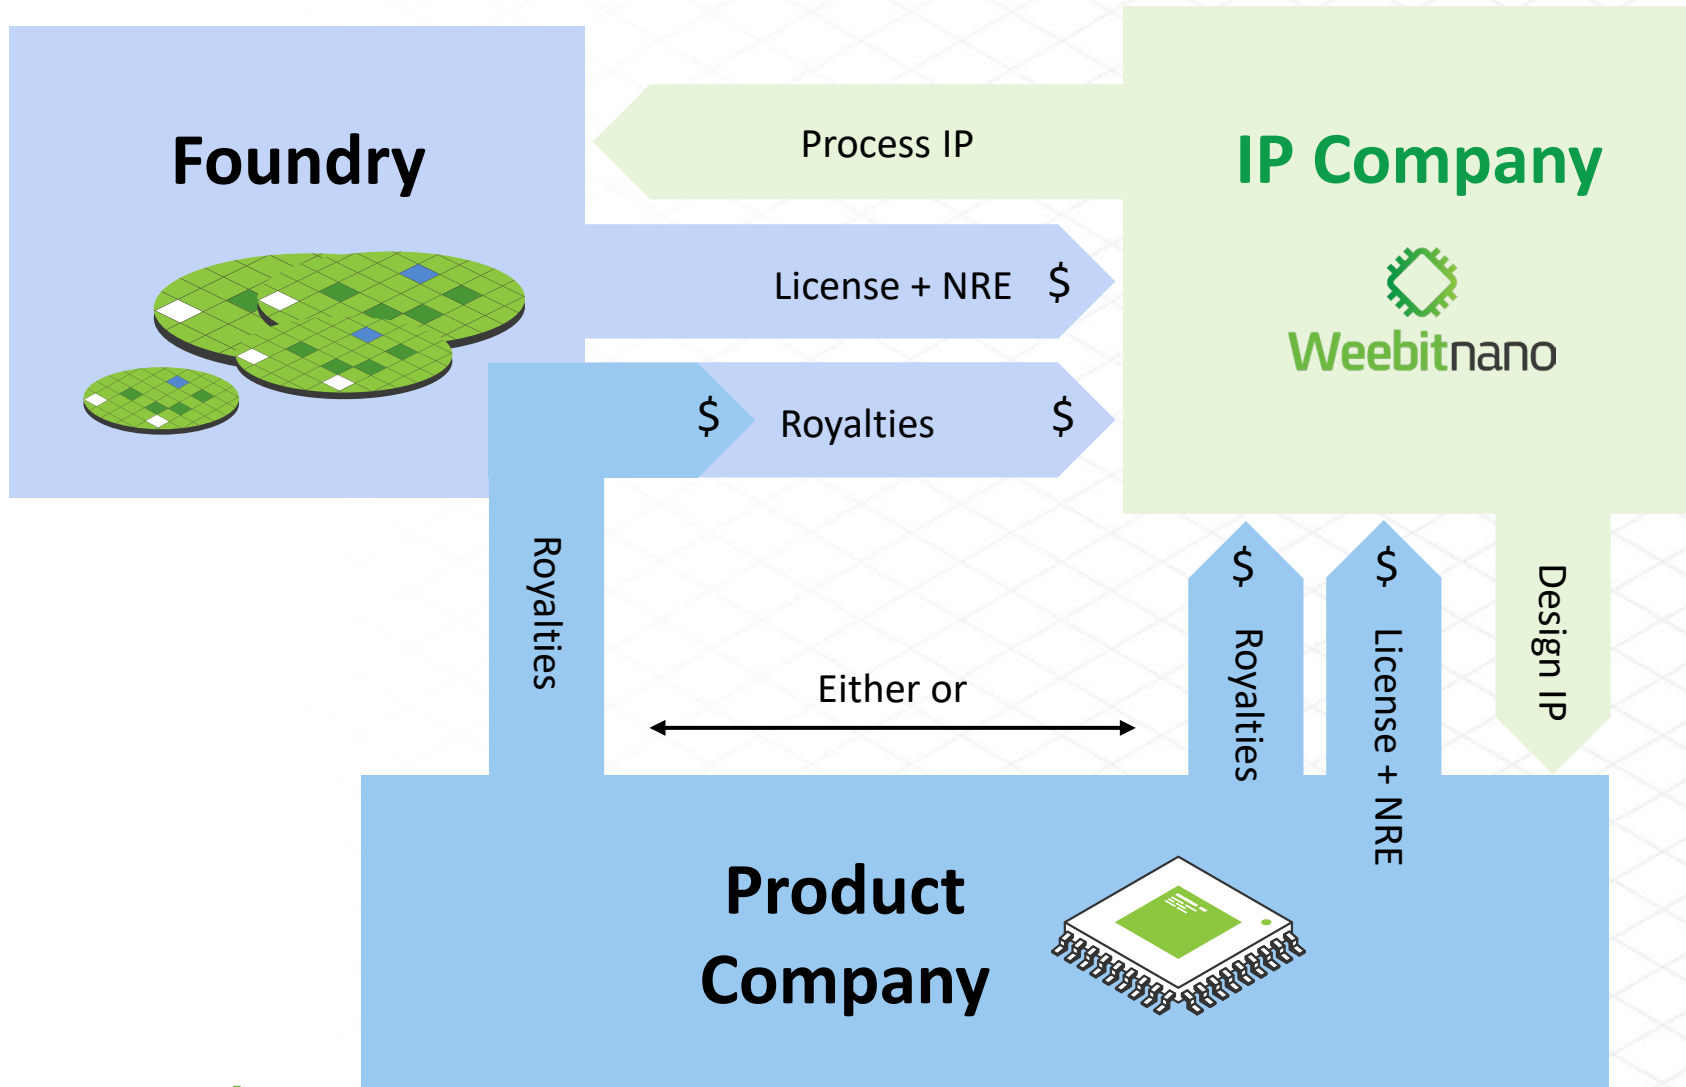 Foundry
Process IP
IP Company
License + NRE $
Weebitnano
$ Royalties $
Royalties
Either or
$ Royalties
$ License + NRE
Design IP
Product
Company